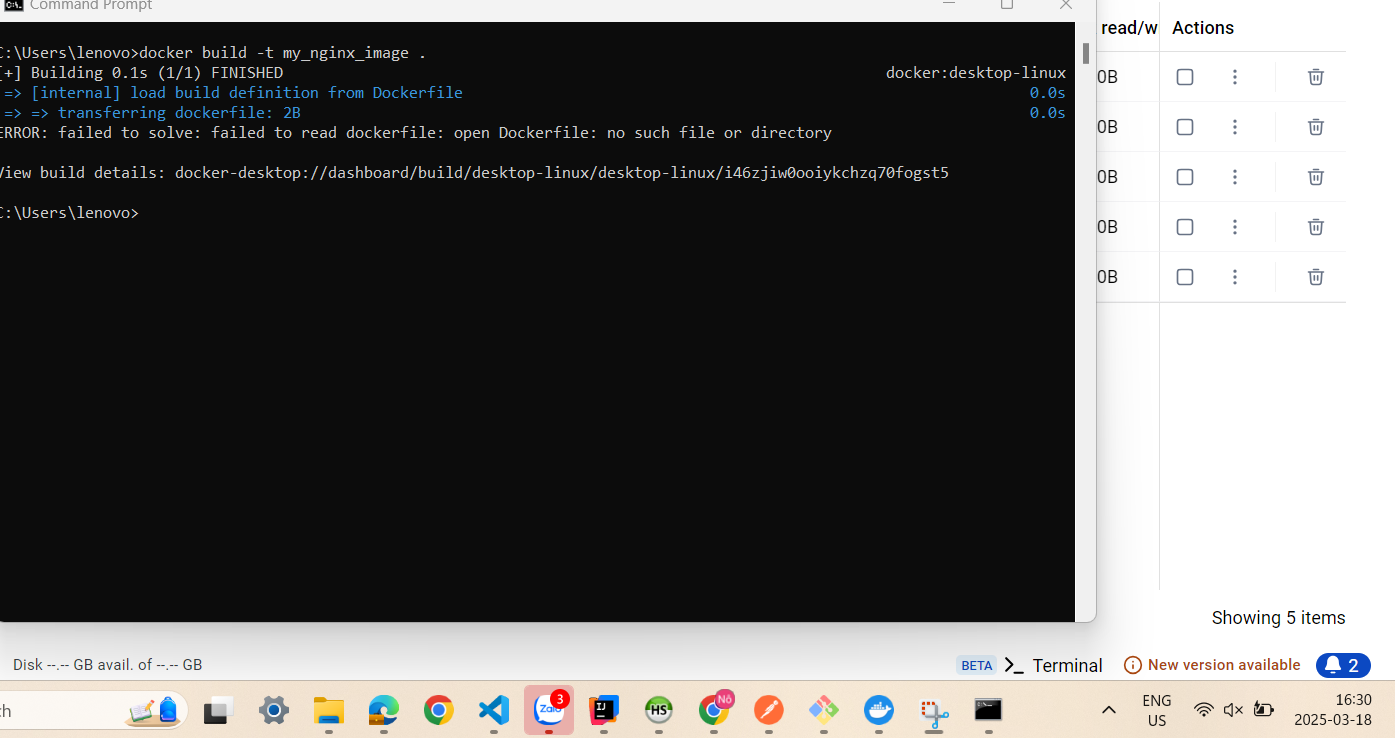 Command Prompt
C:\Users\lenovo>docker build -t my_nginx_image .
[+] Building 0.1s (1/1) FINISHED docker:desktop-linux
=> [internal] load build definition from Dockerfile 0.0s
=> => transferring dockerfile: 2B 0.0s
ERROR: failed to solve: failed to read dockerfile: open Dockerfile: no such file or directory
View build details: docker-desktop://dashboard/build/desktop-linux/desktop-linux/i46zjiw0ooiykchzq70fogst5
C:\Users\lenovo>
read/w Actions
0B
0B
0B
0B
0B
Showing 5 items
Disk --.-- GB avail. of --.-- GB
BETA Terminal New version available 2
ch
Zalo 3
IJ
HS
Nô
ENG
US
16:30
2025-03-18